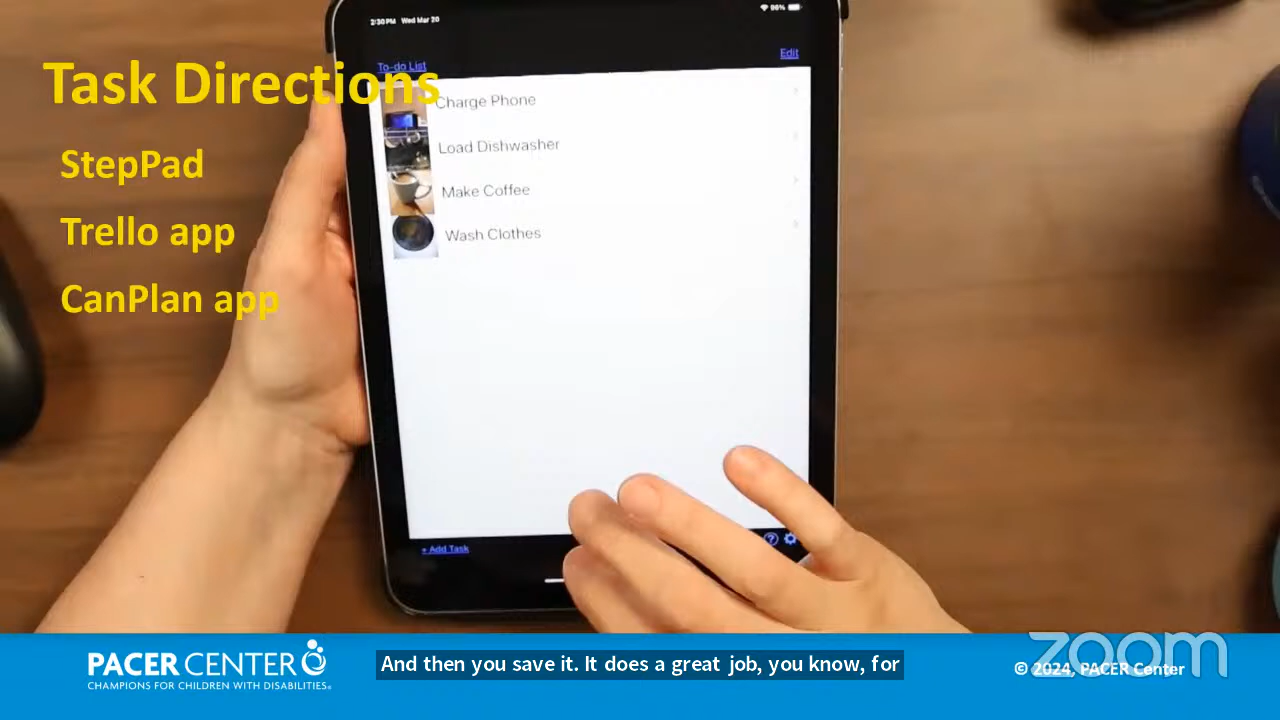 2:30 PM Wed Mar 20
96%
To-do List
Edit
Task Directions
StepPad
Trello app
CanPlan app
Charge Phone
Load Dishwasher
Make Coffee
Wash Clothes
+ Add Task
?
PACER CENTER
CHAMPIONS FOR CHILDREN WITH DISABILITIES®
And then you save it. It does a great job, you know, for
© 2024, PACER Center
zoom